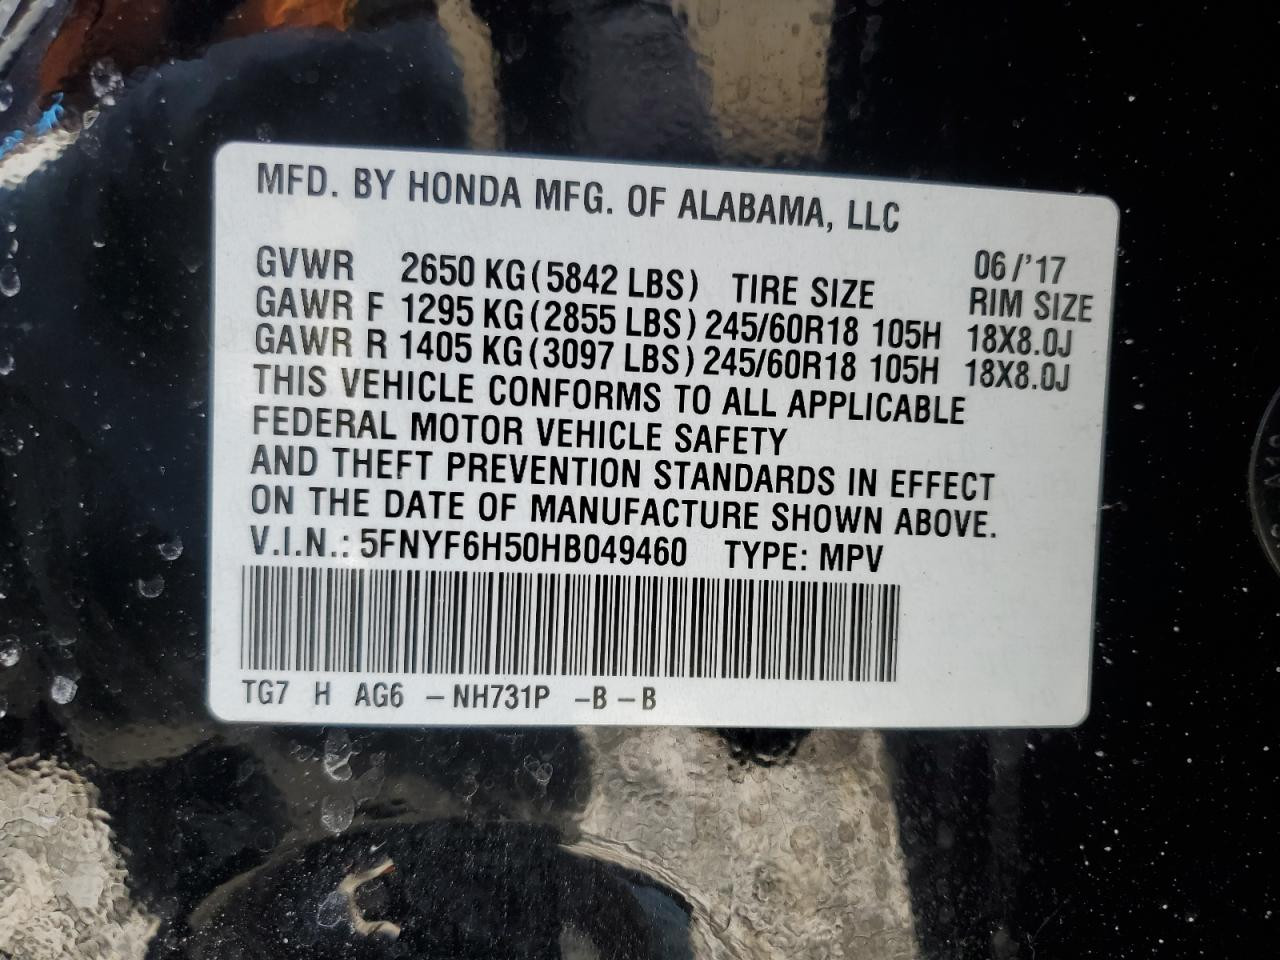 MFD. BY HONDA MFG. OF ALABAMA, LLC
06/'17
GVWR 2650 KG(5842 LBS) TIRE SIZE RIM SIZE
GAWR F 1295 KG(2855 LBS) 245/60R18 105H 18X8.0J
GAWR R 1405 KG(3097 LBS) 245/60R18 105H 18X8.0J
THIS VEHICLE CONFORMS TO ALL APPLICABLE
FEDERAL MOTOR VEHICLE SAFETY
AND THEFT PREVENTION STANDARDS IN EFFECT
ON THE DATE OF MANUFACTURE SHOWN ABOVE.
V.I.N.: 5FNYF6H50HB049460 TYPE: MPV
TG7 H AG6 –NH731P –B–B